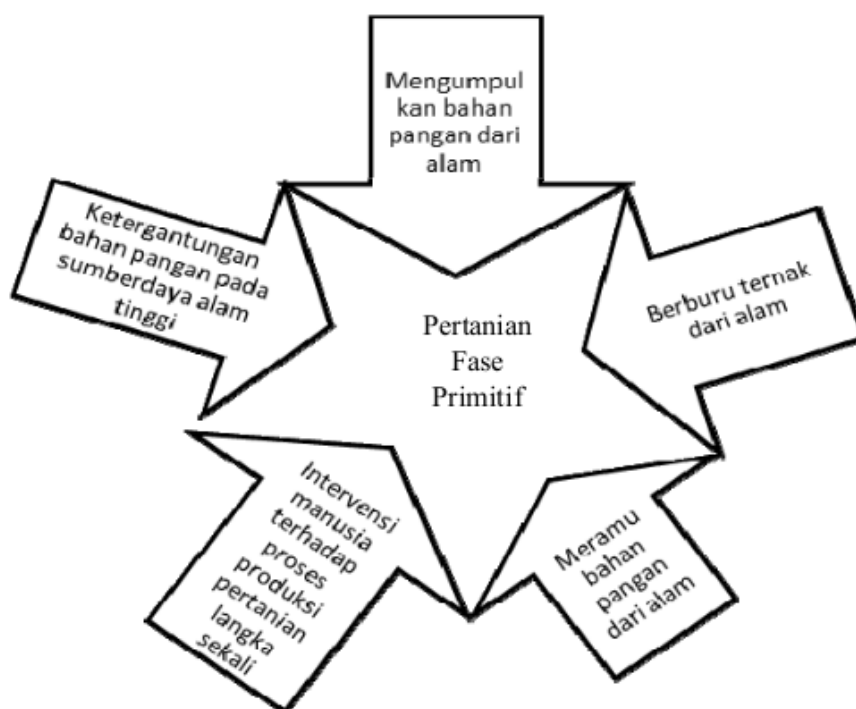 Mengumpul
kan bahan
pangan dari
alam
Ketergantungan
bahan pangan pada
sumberdaya alam
tinggi
Berburu ternak
dari alam
Pertanian
Fase
Primitif
Intervensi
manusia
terhadap
proses
produksi
pertanian
langka
sekali
Meramu
bahan
pangan
dari alam